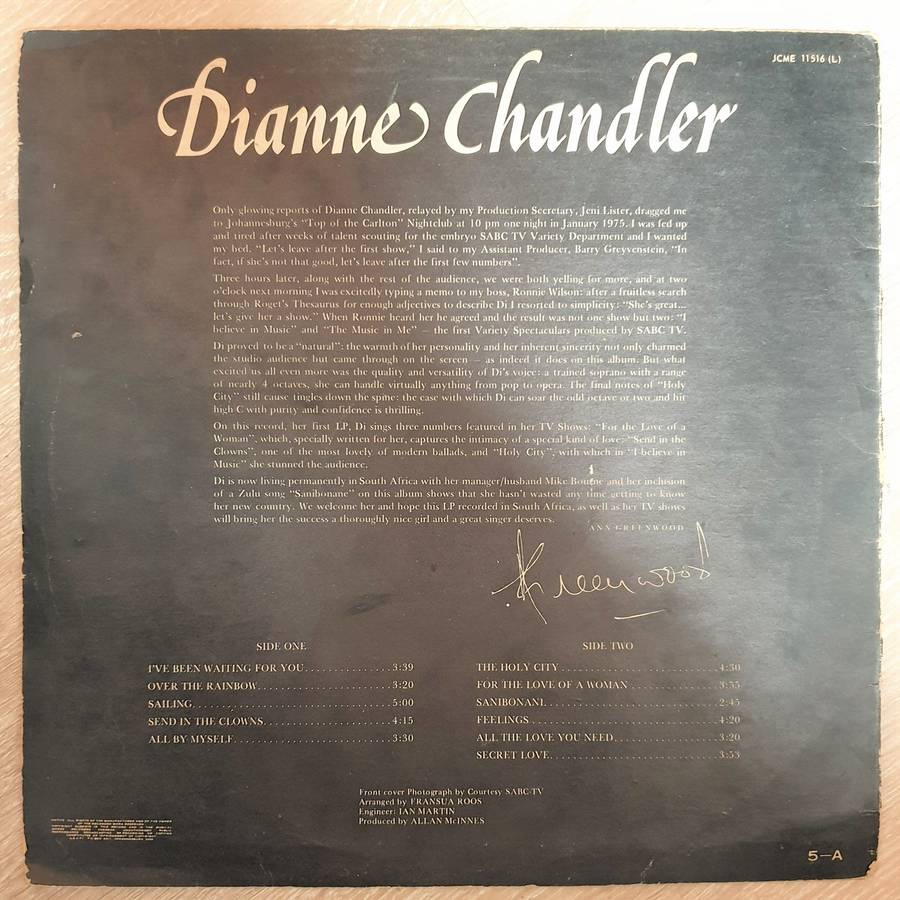 JCME 11516 (L)
Dianne Chandler
Only glowing reports of Dianne Chandler, relayed by my Production Secretary, Jeni Lister, dragged me
to Johannesburg's "Top of the Carlton" Nightclub at 10 pm one night in January 1975. I was fed up
and tired after weeks of talent scouting for the embryo SABC TV Variety Department and I wanted
my bed. "Let's leave after the first show," I said to my Assistant Producer, Barry Greyvenstein, "In
fact, if she's not that good, let's leave after the first few numbers".
Three hours later, along with the rest of the audience, we were both yelling for more, and at two
o'clock next morning I was excitedly typing a memo to my boss, Ronnie Wilson: after a fruitless search
through Roget's Thesaurus for enough adjectives to describe Di I resorted to simplicity: "She's great...
let's give her a show." When Ronnie heard her he agreed and the result was not one show but two: "I
believe in Music" and "The Music in Me" — the first Variety Spectaculars produced by SABC TV.
Di proved to be a "natural": the warmth of her personality and her inherent sincerity not only charmed
the studio audience but came through on the screen — as indeed it does on this album. But what
excited us all even more was the quality and versatility of Di's voice: a trained soprano with a range
of nearly 4 octaves, she can handle virtually anything from pop to opera. The final notes of "Holy
City" still cause tingles down the spine: the ease with which Di can soar the odd octave or two and hit
high C with purity and confidence is thrilling.
On this record, her first LP, Di sings three numbers featured in her TV Shows: "For the Love of a
Woman", which, specially written for her, captures the intimacy of a special kind of love: "Send in the
Clowns", one of the most lovely of modern ballads, and "Holy City", with which in "I believe in
Music" she stunned the audience.
Di is now living permanently in South Africa with her manager/husband Mike Bourne and her inclusion
of a Zulu song "Sanibonane" on this album shows that she hasn't wasted any time getting to know
her new country. We welcome her and hope this LP recorded in South Africa, as well as her TV shows
will bring her the success a thoroughly nice girl and a great singer deserves.
ANN GREENWOOD
A Greenwood
SIDE ONE
I'VE BEEN WAITING FOR YOU...............3:39
OVER THE RAINBOW......................3:20
SAILING.................................5:00
SEND IN THE CLOWNS.....................4:15
ALL BY MYSELF..........................3:30
SIDE TWO
THE HOLY CITY..........................4:30
FOR THE LOVE OF A WOMAN..............3:55
SANIBONANI............................2:45
FEELINGS...............................4:20
ALL THE LOVE YOU NEED.................3:20
SECRET LOVE............................3:53
Front cover Photograph by Courtesy SABC-TV
Arranged by FRANSUA ROOS
Engineer: IAN MARTIN
Produced by ALLAN McINNES
5—A